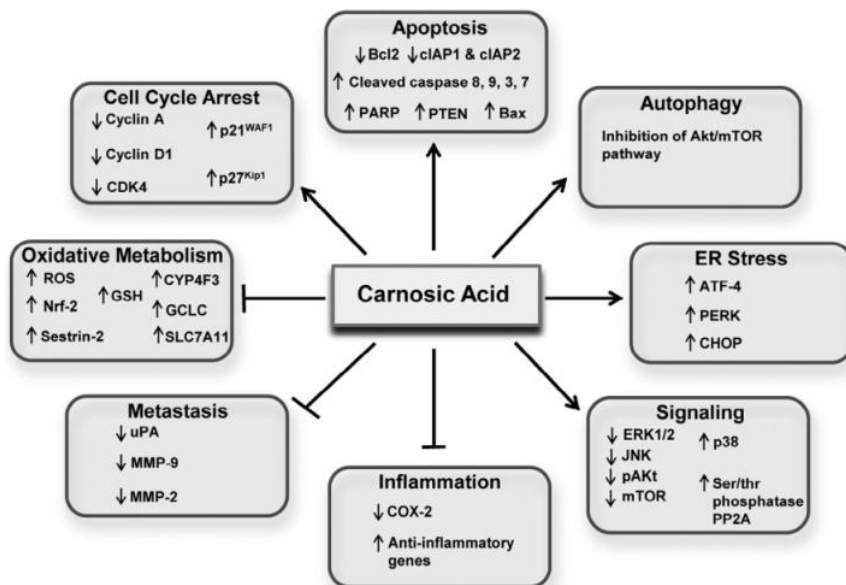 Apoptosis
↓Bcl2 ↓cIAP1 & cIAP2
↑ Cleaved caspase 8, 9, 3, 7
↑ PARP ↑ PTEN ↑ Bax
Cell Cycle Arrest
↓ Cyclin A
↑ p21WAF1
↓ Cyclin D1
↑ p27Kip1
↓ CDK4
Autophagy
Inhibition of Akt/mTOR
pathway
Oxidative Metabolism
↑ ROS
↑ CYP4F3
↑ GSH
↑ Nrf-2
↑ GCLC
↑ Sestrin-2
↑ SLC7A11
Carnosic Acid
ER Stress
↑ ATF-4
↑ PERK
↑ CHOP
Metastasis
↓ uPA
↓ MMP-9
↓ MMP-2
Inflammation
↓ COX-2
↑ Anti-inflammatory
genes
Signaling
↓ ERK1/2
↑ p38
↓ JNK
↓ pAKt
↓ mTOR
↑ Ser/thr
phosphatase
PP2A